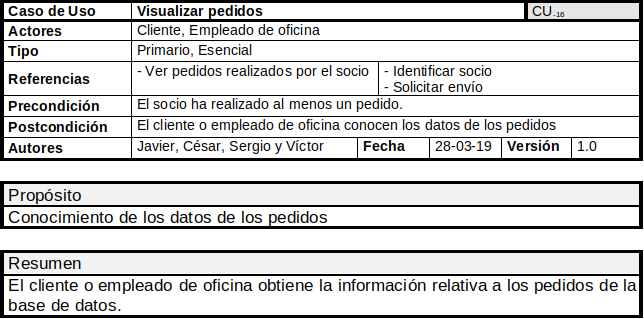 Caso de Uso Visualizar pedidos CU-16
Actores Cliente, Empleado de oficina
Tipo Primario, Esencial
Referencias - Ver pedidos realizados por el socio - Identificar socio
- Solicitar envío
Precondición El socio ha realizado al menos un pedido.
Postcondición El cliente o empleado de oficina conocen los datos de los pedidos
Autores Javier, César, Sergio y Víctor Fecha 28-03-19 Versión 1.0
Propósito
Conocimiento de los datos de los pedidos
Resumen
El cliente o empleado de oficina obtiene la información relativa a los pedidos de la
base de datos.